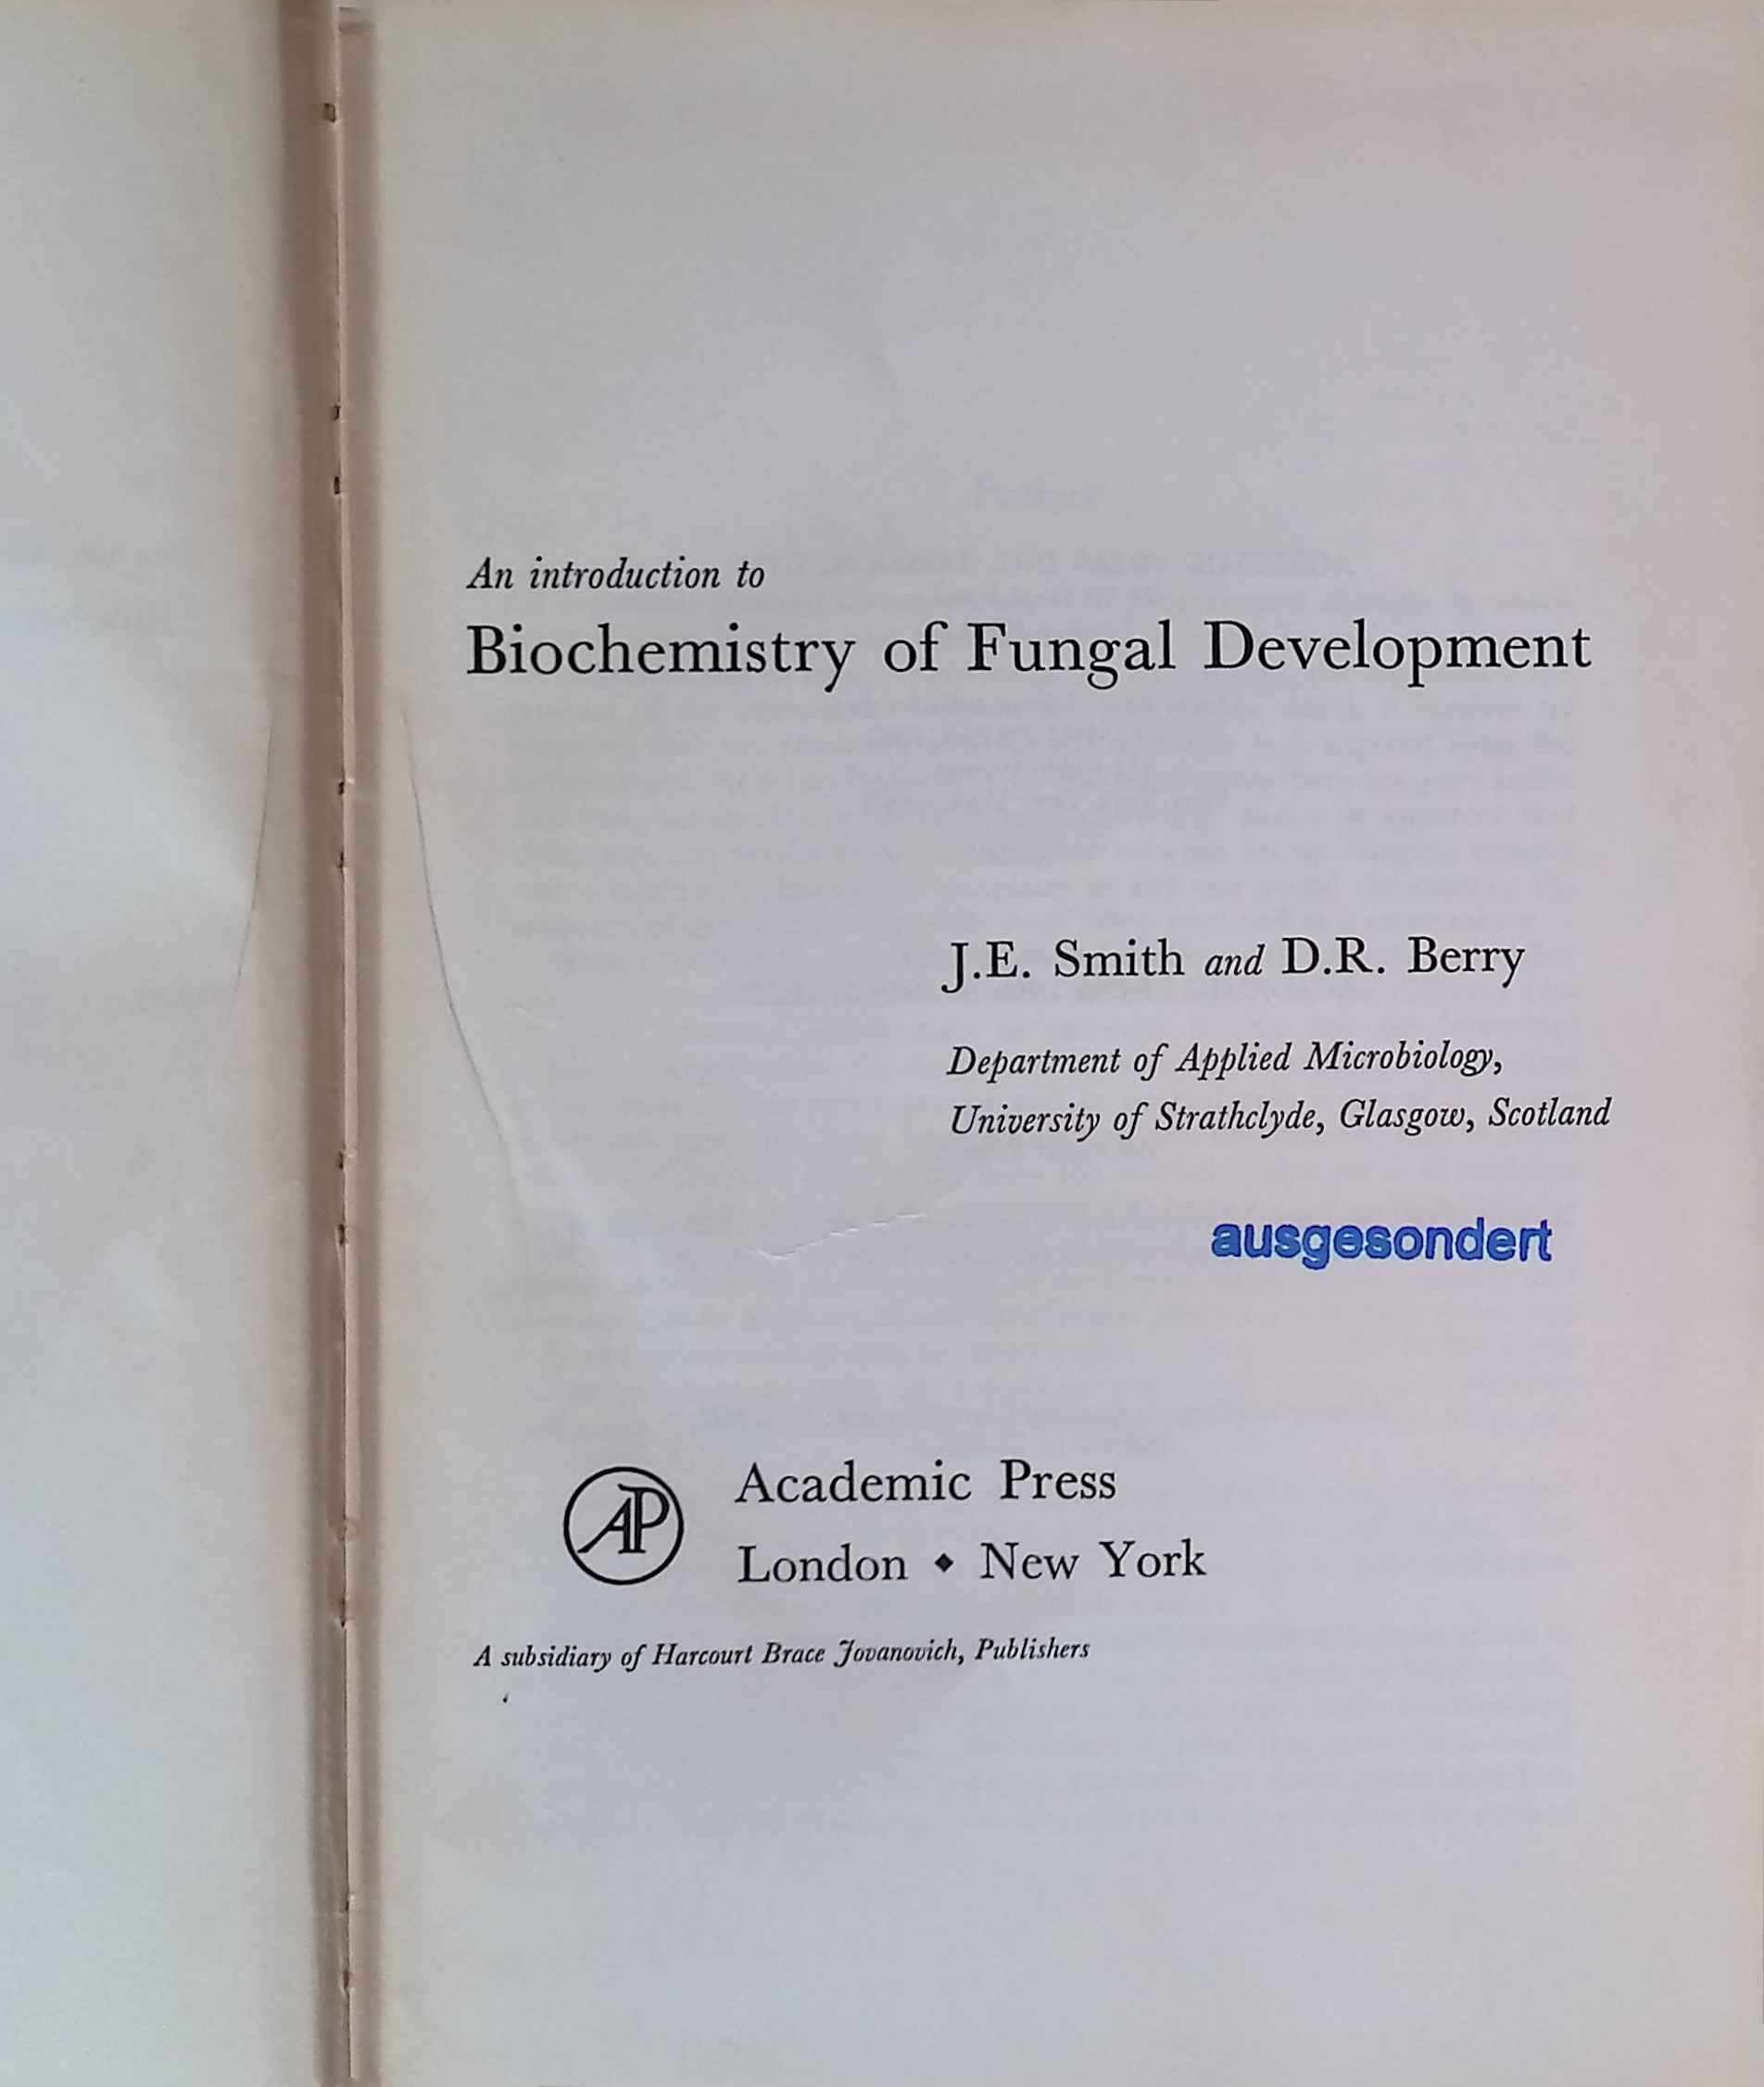 An introduction to
Biochemistry of Fungal Development
J.E. Smith and D.R. Berry
Department of Applied Microbiology,
University of Strathclyde, Glasgow, Scotland
ausgesondert
AP
Academic Press
London ◆ New York
A subsidiary of Harcourt Brace Jovanovich, Publishers